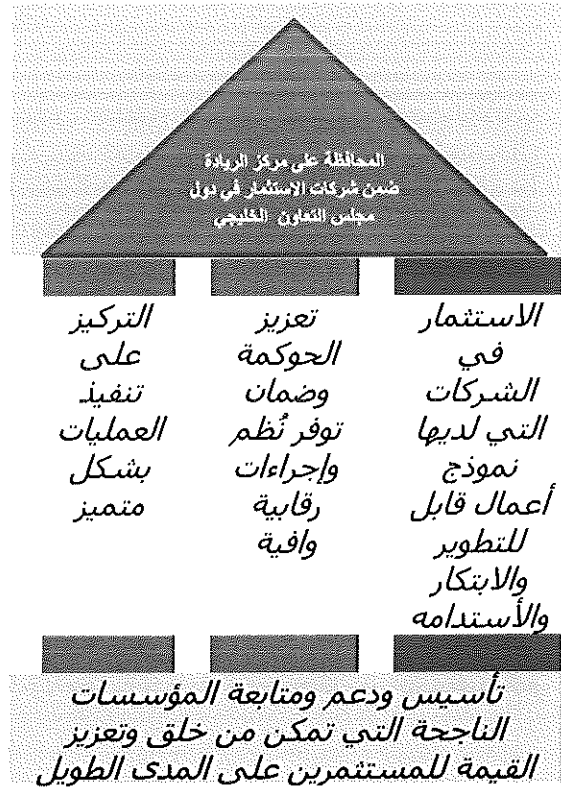 المحافظة على مركز الريادة
ضمن شركات الاستثمار في دول
مجلس التعاون الخليجي
الاستثمار
في
الشركات
التي لديها
نموذج
أعمال قابل
للتطوير
والابتكار
والأستدامه
تعزيز
الحوكمة
وضمان
توفر نُظم
وإجراءات
رقابية
وافية
التركيز
على
تنفيذ
العمليات
بشكل
متميز
تأسيس ودعم ومتابعة المؤسسات
الناجحة التي تمكن من خلق وتعزيز
القيمة للمستثمرين على المدى الطويل